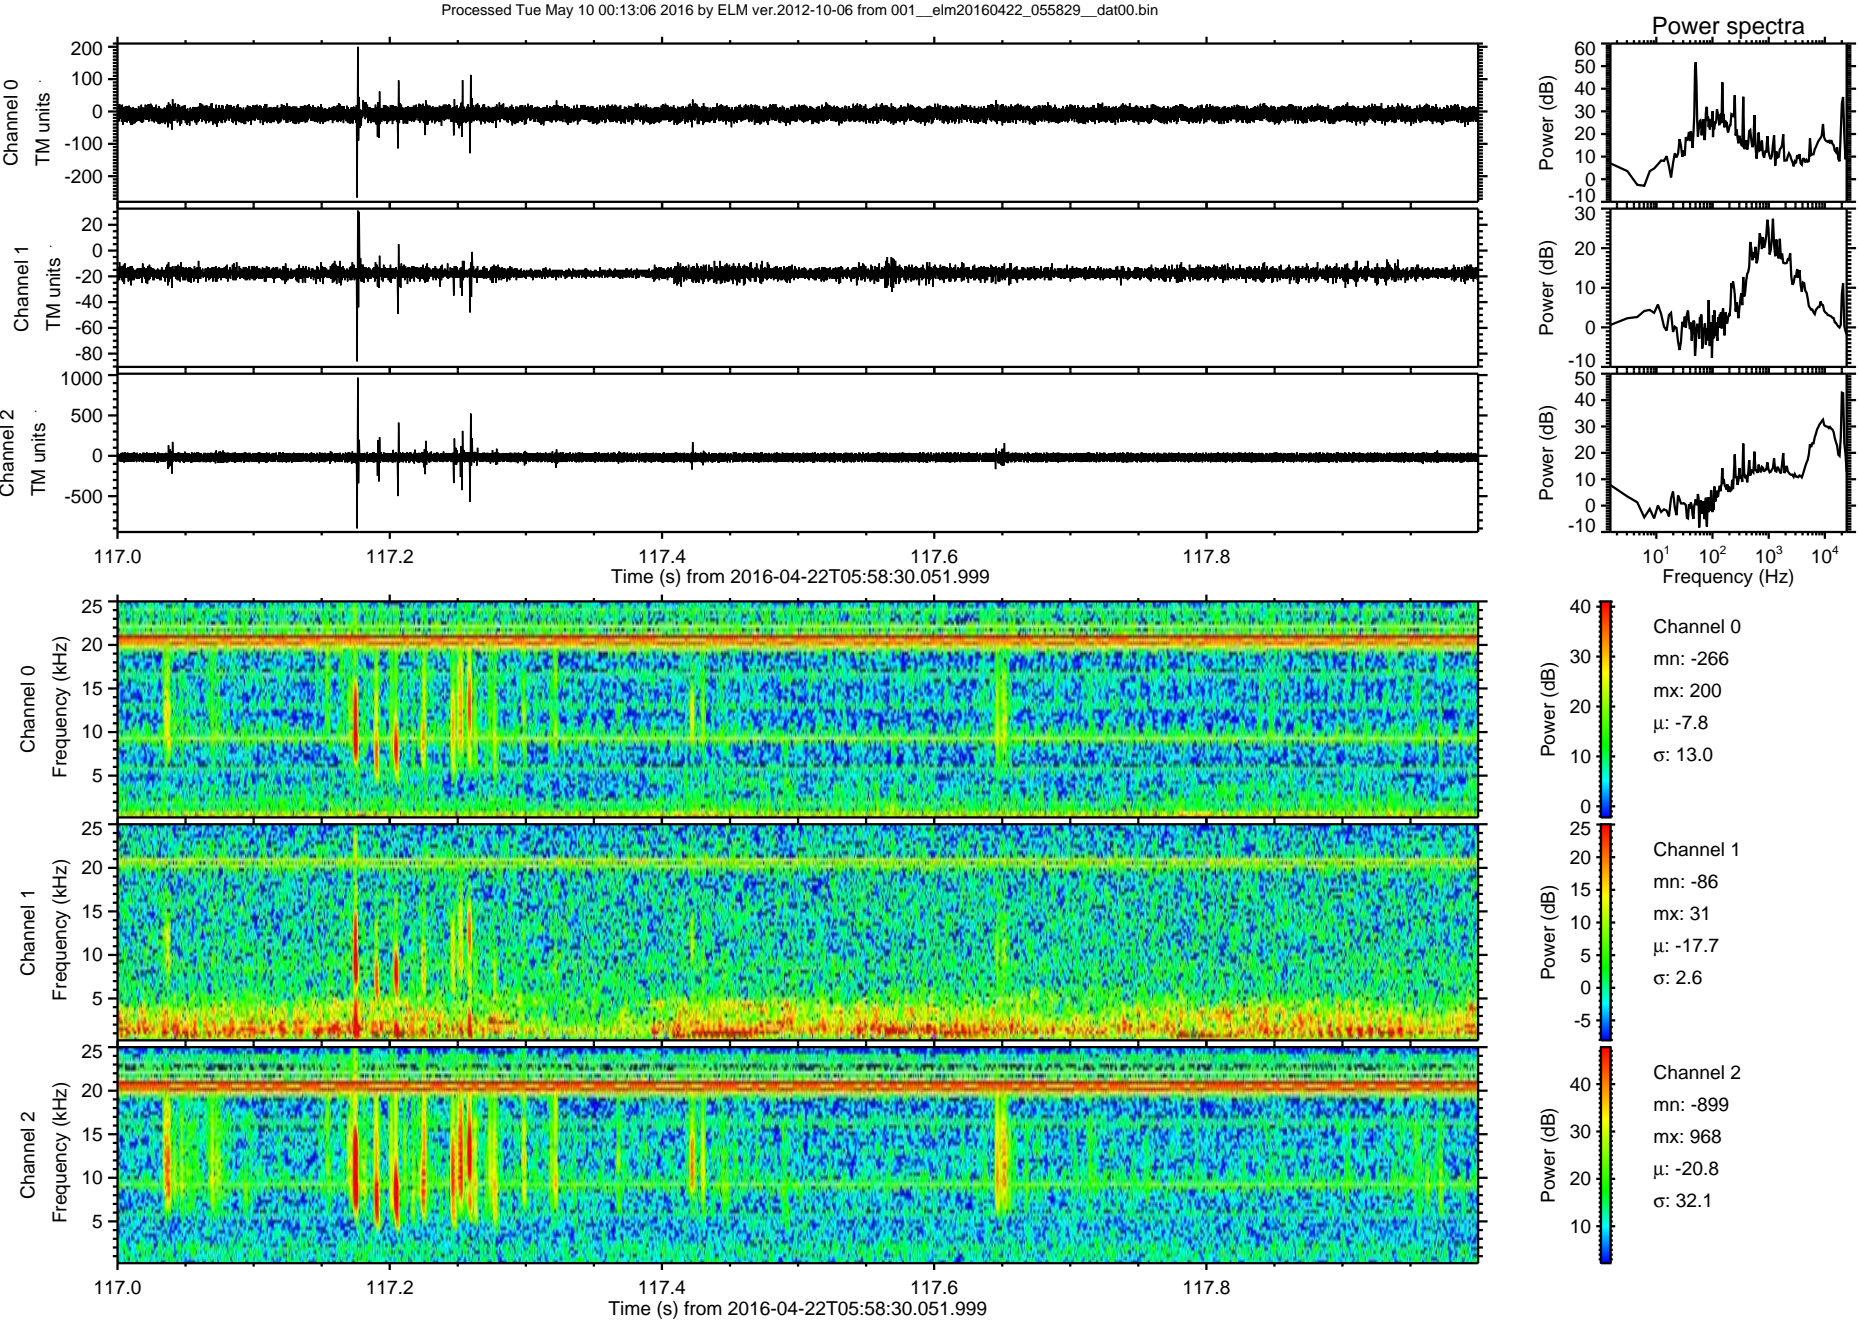 Processed Tue May 10 00:13:06 2016 by ELM ver.2012-10-06 from 001__elm20160422_055829__dat00.bin
Power spectra
Channel 0
TM units
200
100
0
-100
-200
Power (dB)
60
50
40
30
20
10
0
-10
Channel 1
TM units
20
0
-20
-40
-60
-80
Power (dB)
30
20
10
0
-10
Channel 2
TM units
1000
500
0
-500
Power (dB)
50
40
30
20
10
0
-10
117.0 117.2 117.4 117.6 117.8
Time (s) from 2016-04-22T05:58:30.051.999
10¹ 10² 10³ 10⁴
Frequency (Hz)
Channel 0
Frequency (kHz)
25
20
15
10
5
Power (dB)
40
30
20
10
0
Channel 0
mn: -266
mx: 200
μ: -7.8
σ: 13.0
Channel 1
Frequency (kHz)
25
20
15
10
5
Power (dB)
25
20
15
10
5
0
-5
Channel 1
mn: -86
mx: 31
μ: -17.7
σ: 2.6
Channel 2
Frequency (kHz)
25
20
15
10
5
Power (dB)
40
30
20
10
Channel 2
mn: -899
mx: 968
μ: -20.8
σ: 32.1
117.0 117.2 117.4 117.6 117.8
Time (s) from 2016-04-22T05:58:30.051.999